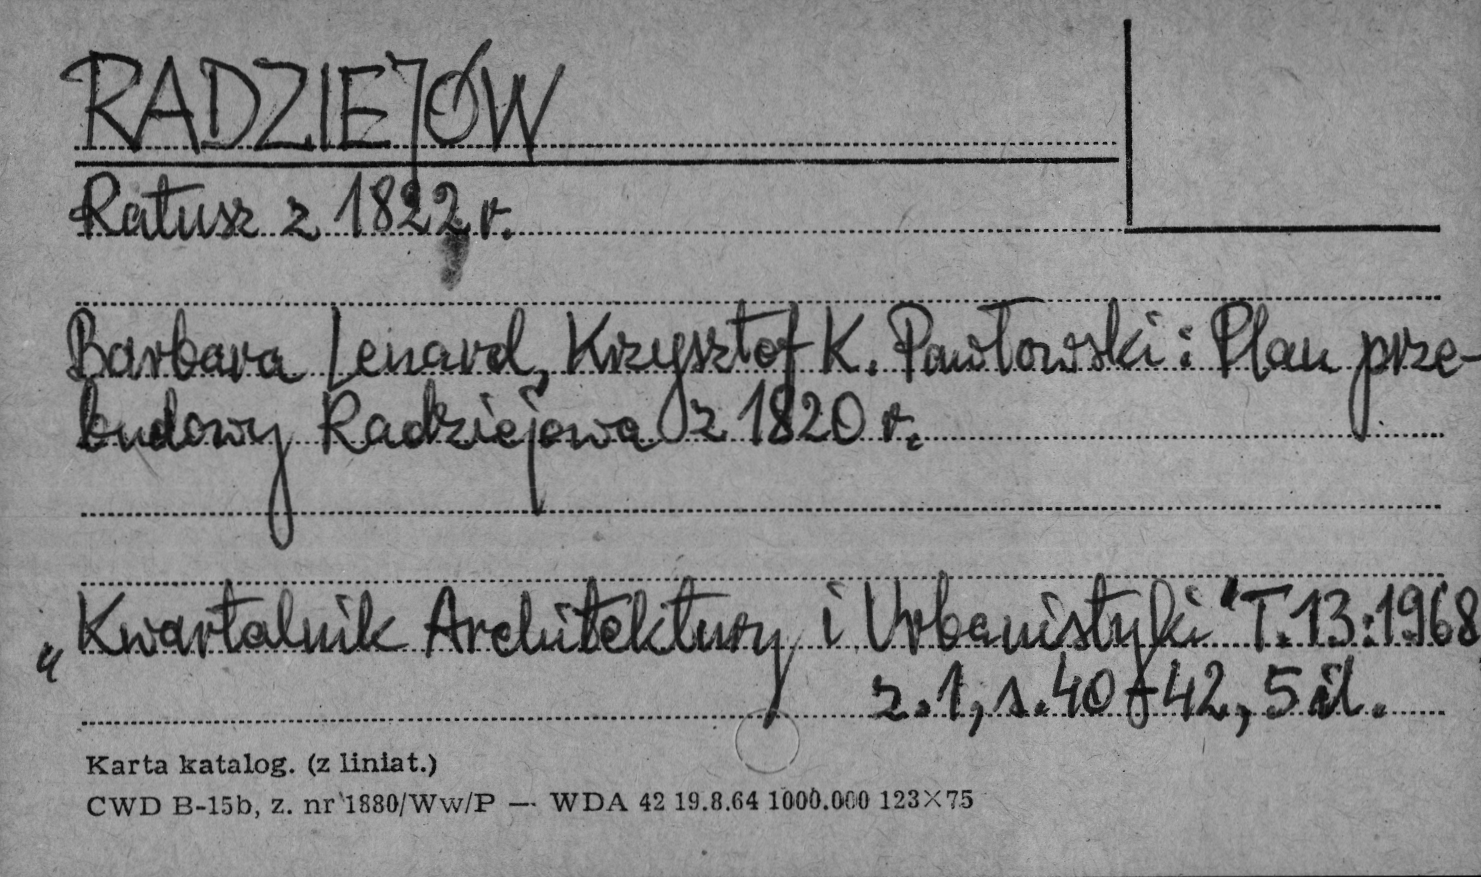 RADZIEJÓW
Ratusz z 1822 r.
Barbara Lenard, Krzysztof K. Pawłowski: Plan prze-
budowy Radziejowa z 1820 r.
„Kwartalnik Architektury i Urbanistyki" T.13:1968
z.1, s.40-42, 5 il.
Karta katalog. (z liniat.)
CWD B-15b, z. nr 1880/Ww/P — WDA 42 19.8.64 1000.000 123×75